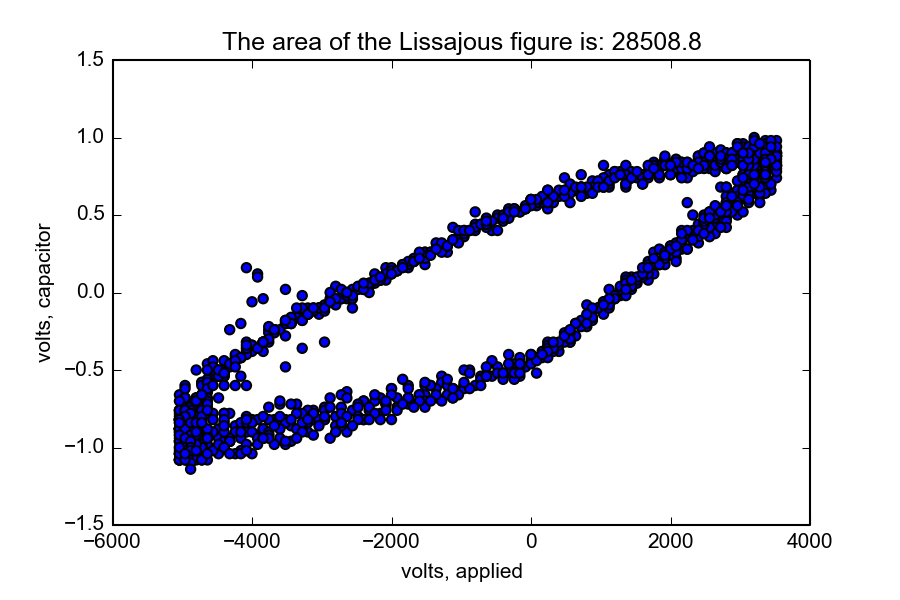 The area of the Lissajous figure is: 28508.8
1.5
1.0
0.5
0.0
−0.5
−1.0
−1.5
−6000 −4000 −2000 0 2000 4000
volts, capacitor
volts, applied